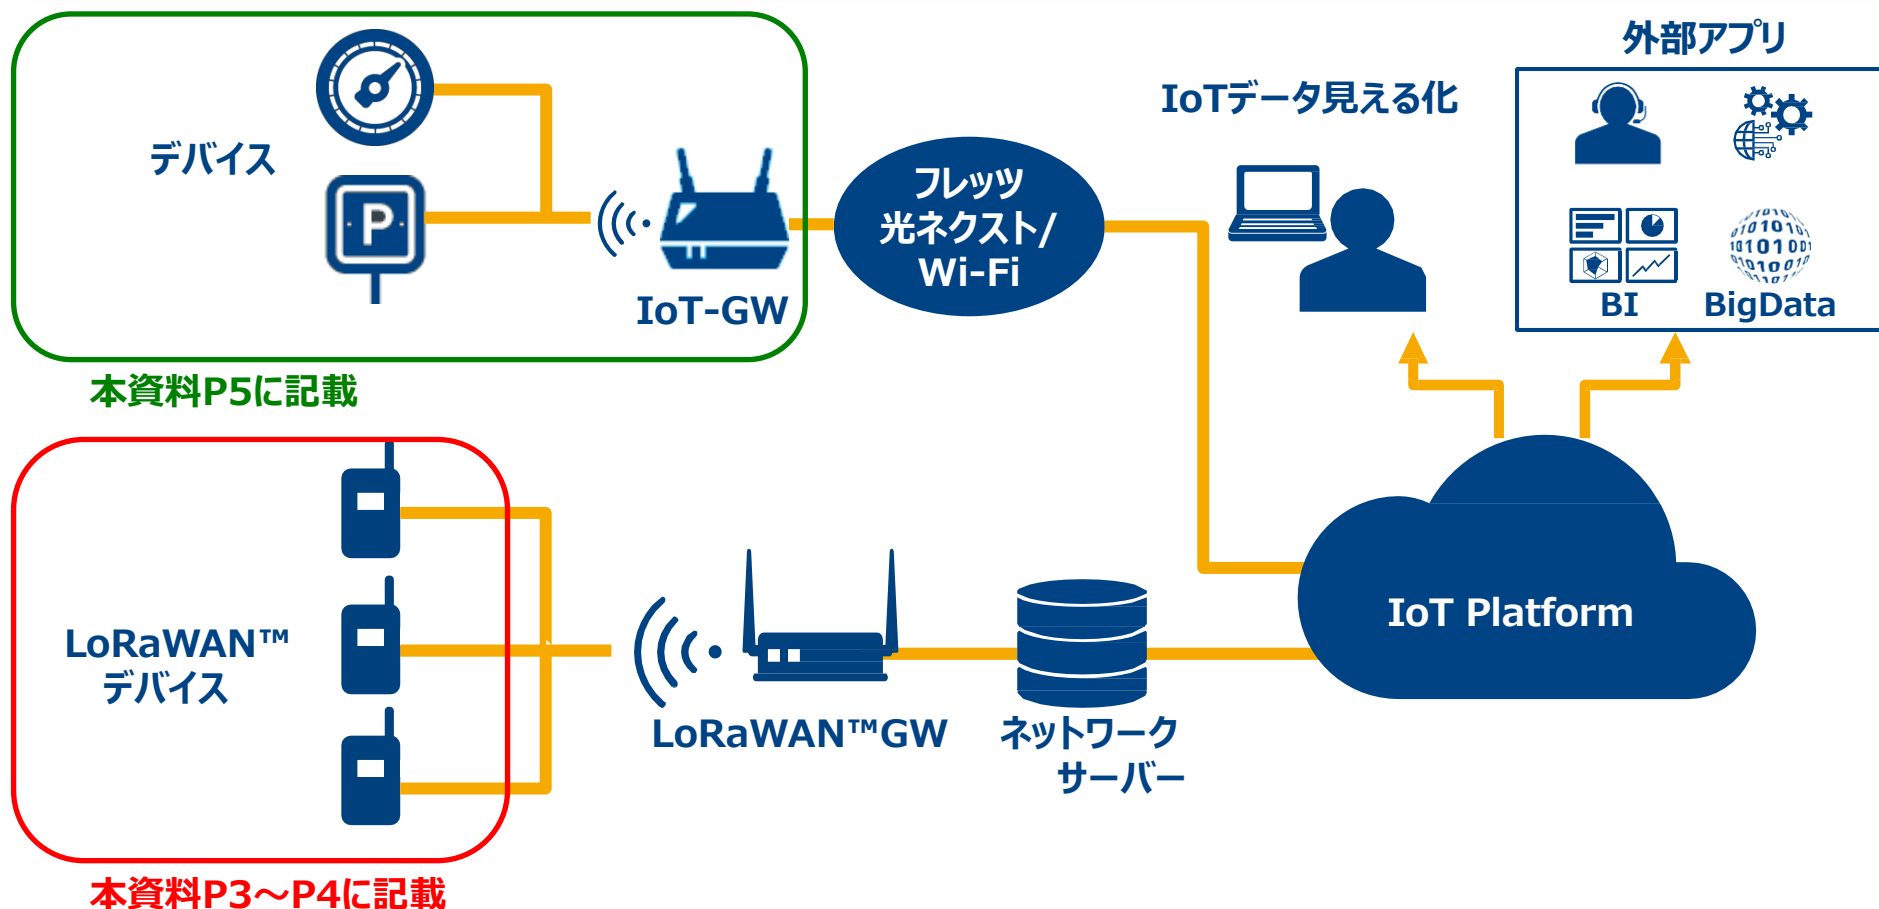 外部アプリ
IoTデータ見える化
デバイス
P
フレッツ
光ネクスト/
Wi-Fi
IoT-GW
BI
BigData
本資料P5に記載
LoRaWAN™
デバイス
LoRaWAN™GW
ネットワーク
サーバー
IoT Platform
本資料P3～P4に記載